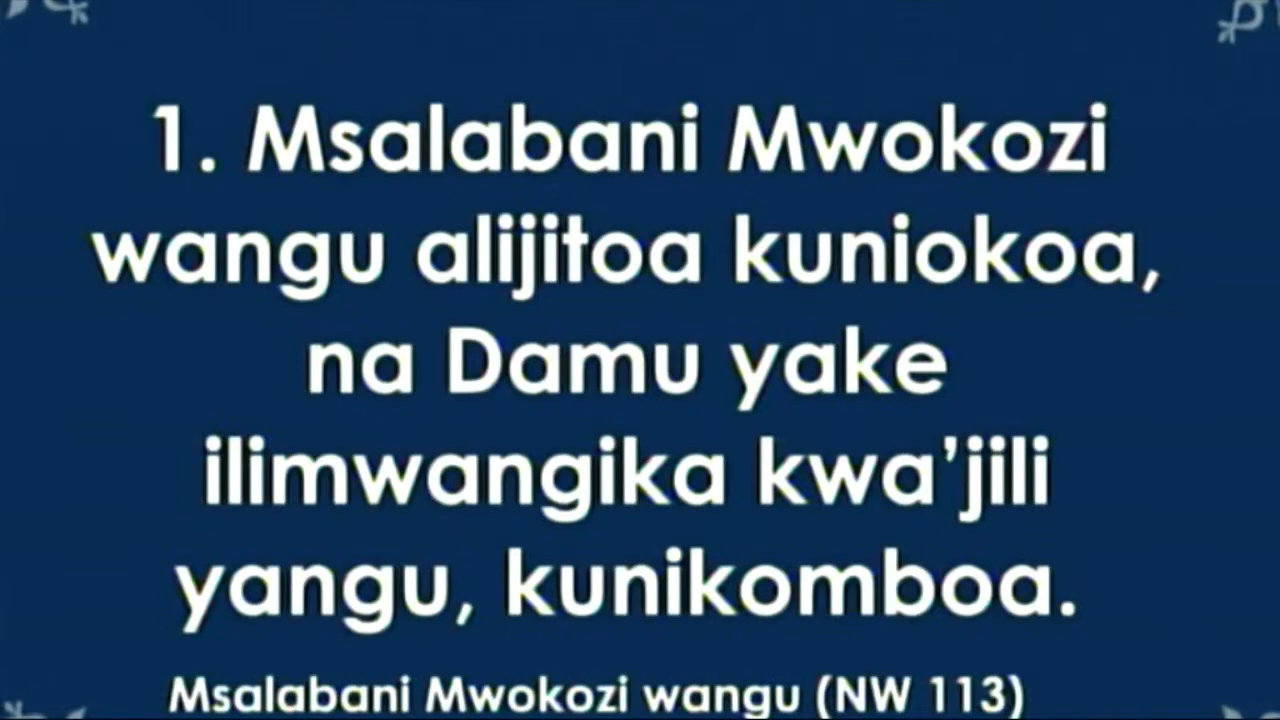 1. Msalabani Mwokozi
wangu alijitoa kuniokoa,
na Damu yake
ilimwangika kwa’jili
yangu, kunikomboa.
Msalabani Mwokozi wangu (NW 113)